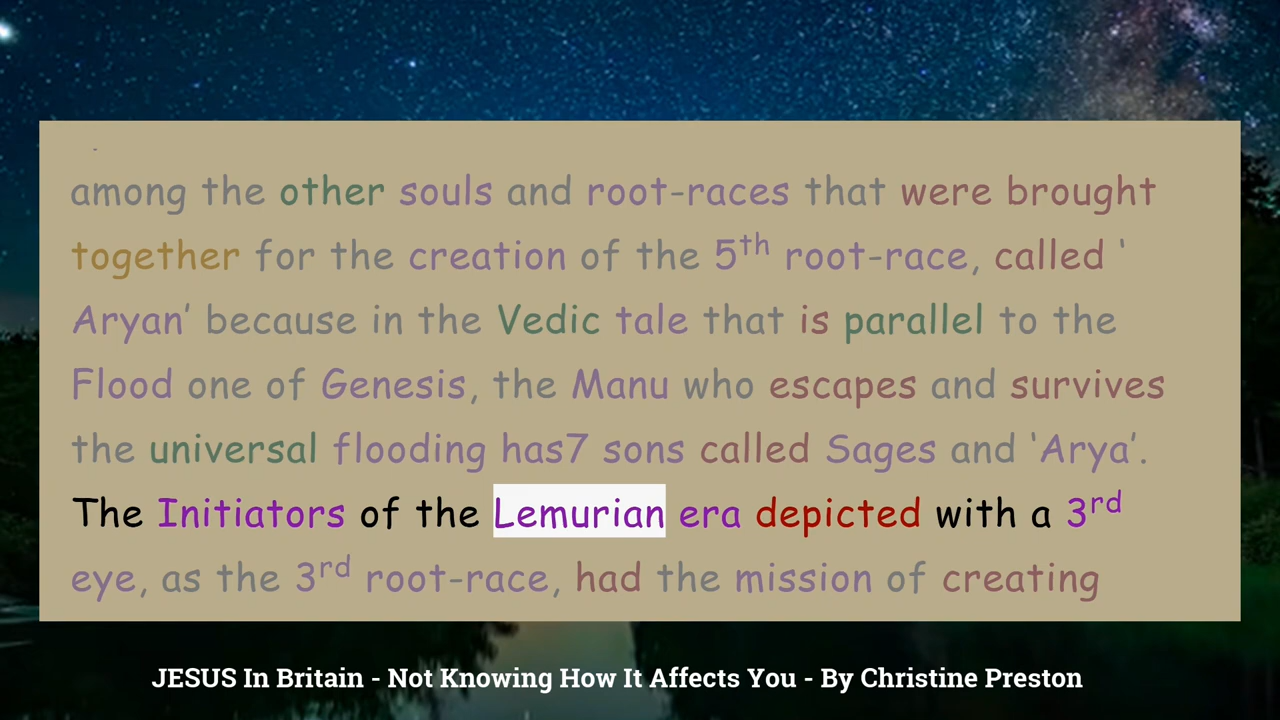 among the other souls and root-races that were brought
together for the creation of the 5th root-race, called ‘
Aryan’ because in the Vedic tale that is parallel to the
Flood one of Genesis, the Manu who escapes and survives
the universal flooding has7 sons called Sages and ‘Arya’.
The Initiators of the Lemurian era depicted with a 3rd
eye, as the 3rd root-race, had the mission of creating
JESUS In Britain - Not Knowing How It Affects You - By Christine Preston